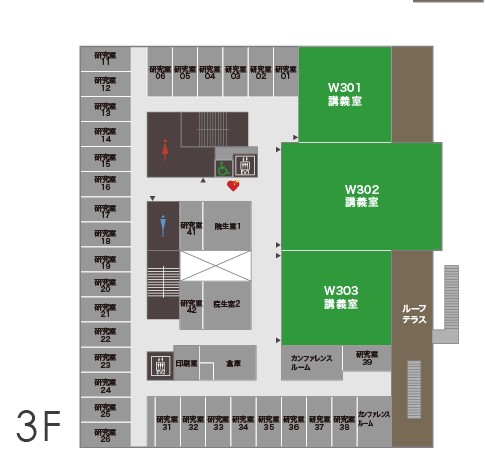 研究室
11
研究室
12
研究室
13
研究室
14
研究室
15
研究室
16
研究室
17
研究室
18
研究室
19
研究室
20
研究室
21
研究室
22
研究室
23
研究室
24
研究室
25
研究室
26
研究室
06
研究室
05
研究室
04
研究室
03
研究室
02
研究室
01
W301
講義室
W302
講義室
W303
講義室
研究室
41
院生室1
研究室
42
院生室2
印刷室
倉庫
カンファレンス
ルーム
研究室
39
ルーフ
テラス
研究室
31
研究室
32
研究室
33
研究室
34
研究室
35
研究室
36
研究室
37
研究室
38
カンファレンス
ルーム
3F